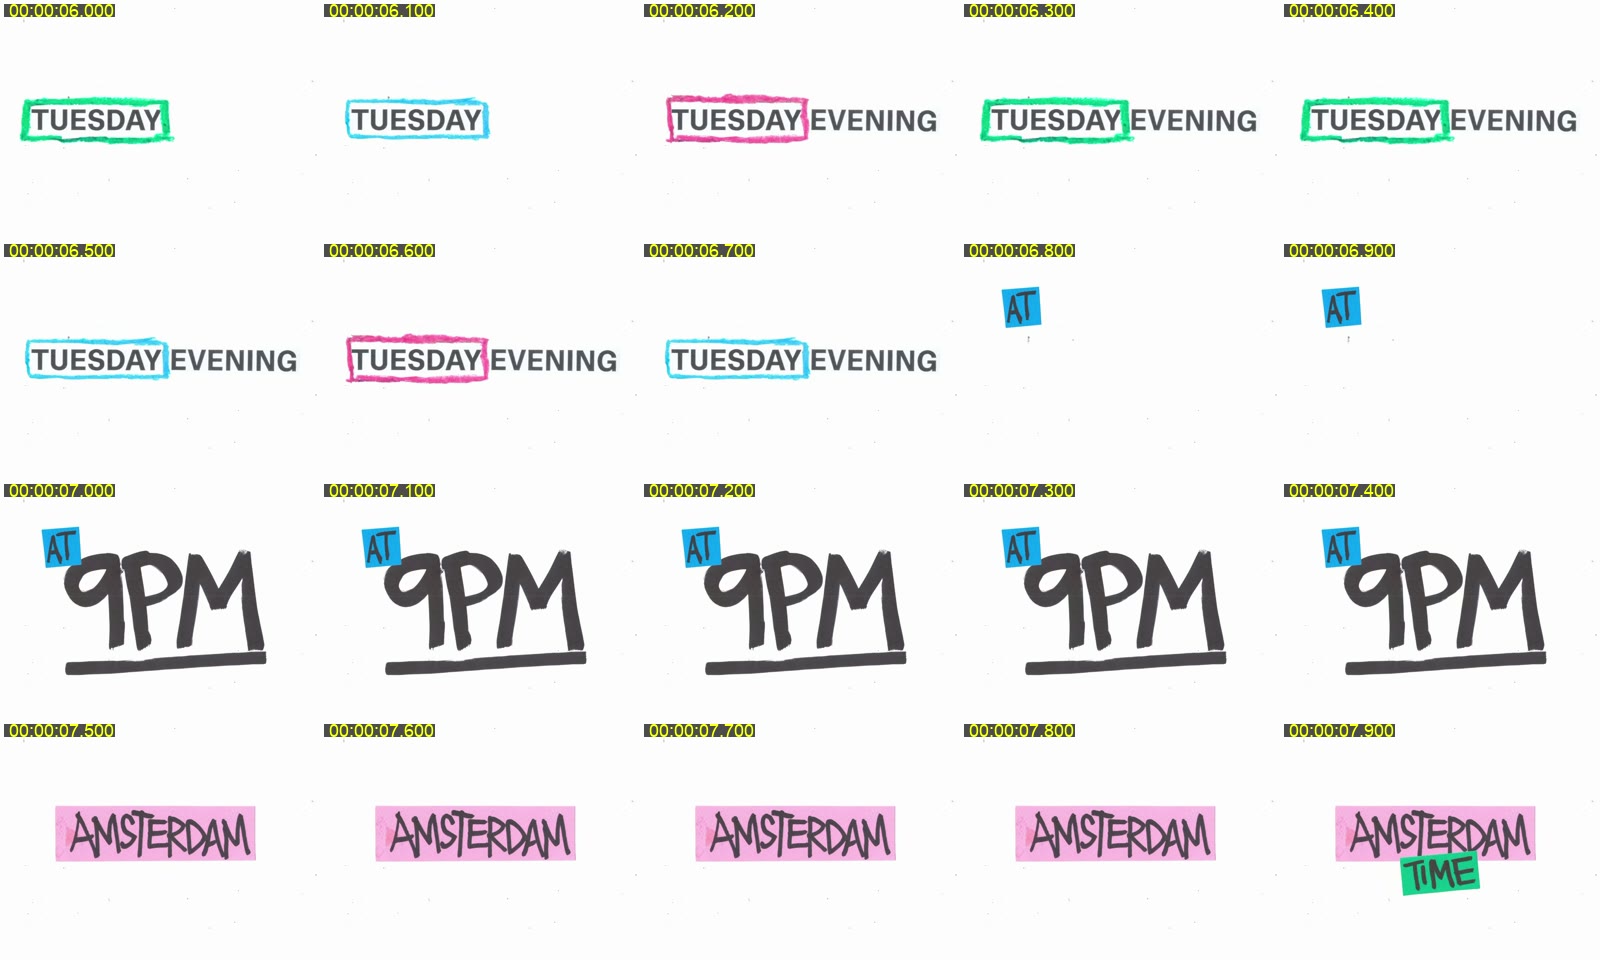 00:00:06.000 00:00:06.100 00:00:06.200 00:00:06.300 00:00:06.400
TUESDAY TUESDAY TUESDAY EVENING TUESDAY EVENING TUESDAY EVENING
00:00:06.500 00:00:06.600 00:00:06.700 00:00:06.800 00:00:06.900
AT AT
TUESDAY EVENING TUESDAY EVENING TUESDAY EVENING
00:00:07.000 00:00:07.100 00:00:07.200 00:00:07.300 00:00:07.400
AT AT AT AT AT
9PM 9PM 9PM 9PM 9PM
00:00:07.500 00:00:07.600 00:00:07.700 00:00:07.800 00:00:07.900
AMSTERDAM AMSTERDAM AMSTERDAM AMSTERDAM AMSTERDAM
TIME